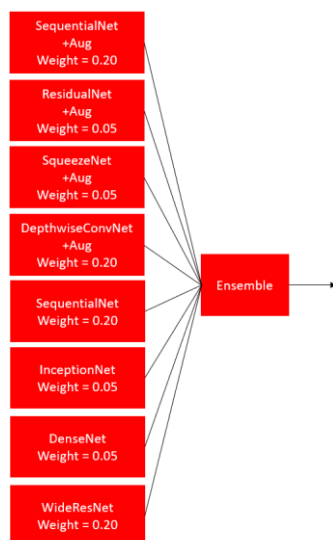 SequentialNet
+Aug
Weight = 0.20
ResidualNet
+Aug
Weight = 0.05
SqueezeNet
+Aug
Weight = 0.05
DepthwiseConvNet
+Aug
Weight = 0.20
SequentialNet
Weight = 0.20
InceptionNet
Weight = 0.05
DenseNet
Weight = 0.05
WideResNet
Weight = 0.20
Ensemble